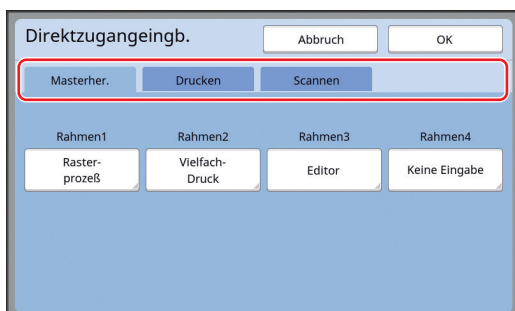 Direktzugangeingb. Abbruch OK
Masterher. Drucken Scannen
Rahmen1 Rahmen2 Rahmen3 Rahmen4
Raster-
prozeß
Vielfach-
Druck
Editor
Keine Eingabe